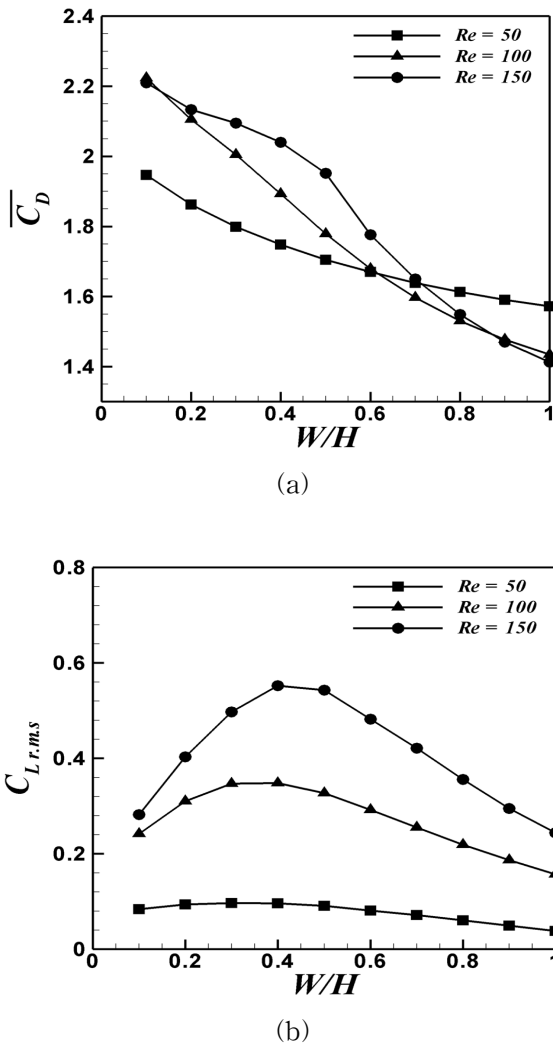 2.4
2.2
2
1.8
1.6
1.4
C̅D
Re = 50
Re = 100
Re = 150
0 0.2 0.4 0.6 0.8 1
W/H
(a)
0.8
0.6
0.4
0.2
0
CL r.m.s
Re = 50
Re = 100
Re = 150
0 0.2 0.4 0.6 0.8 1
W/H
(b)